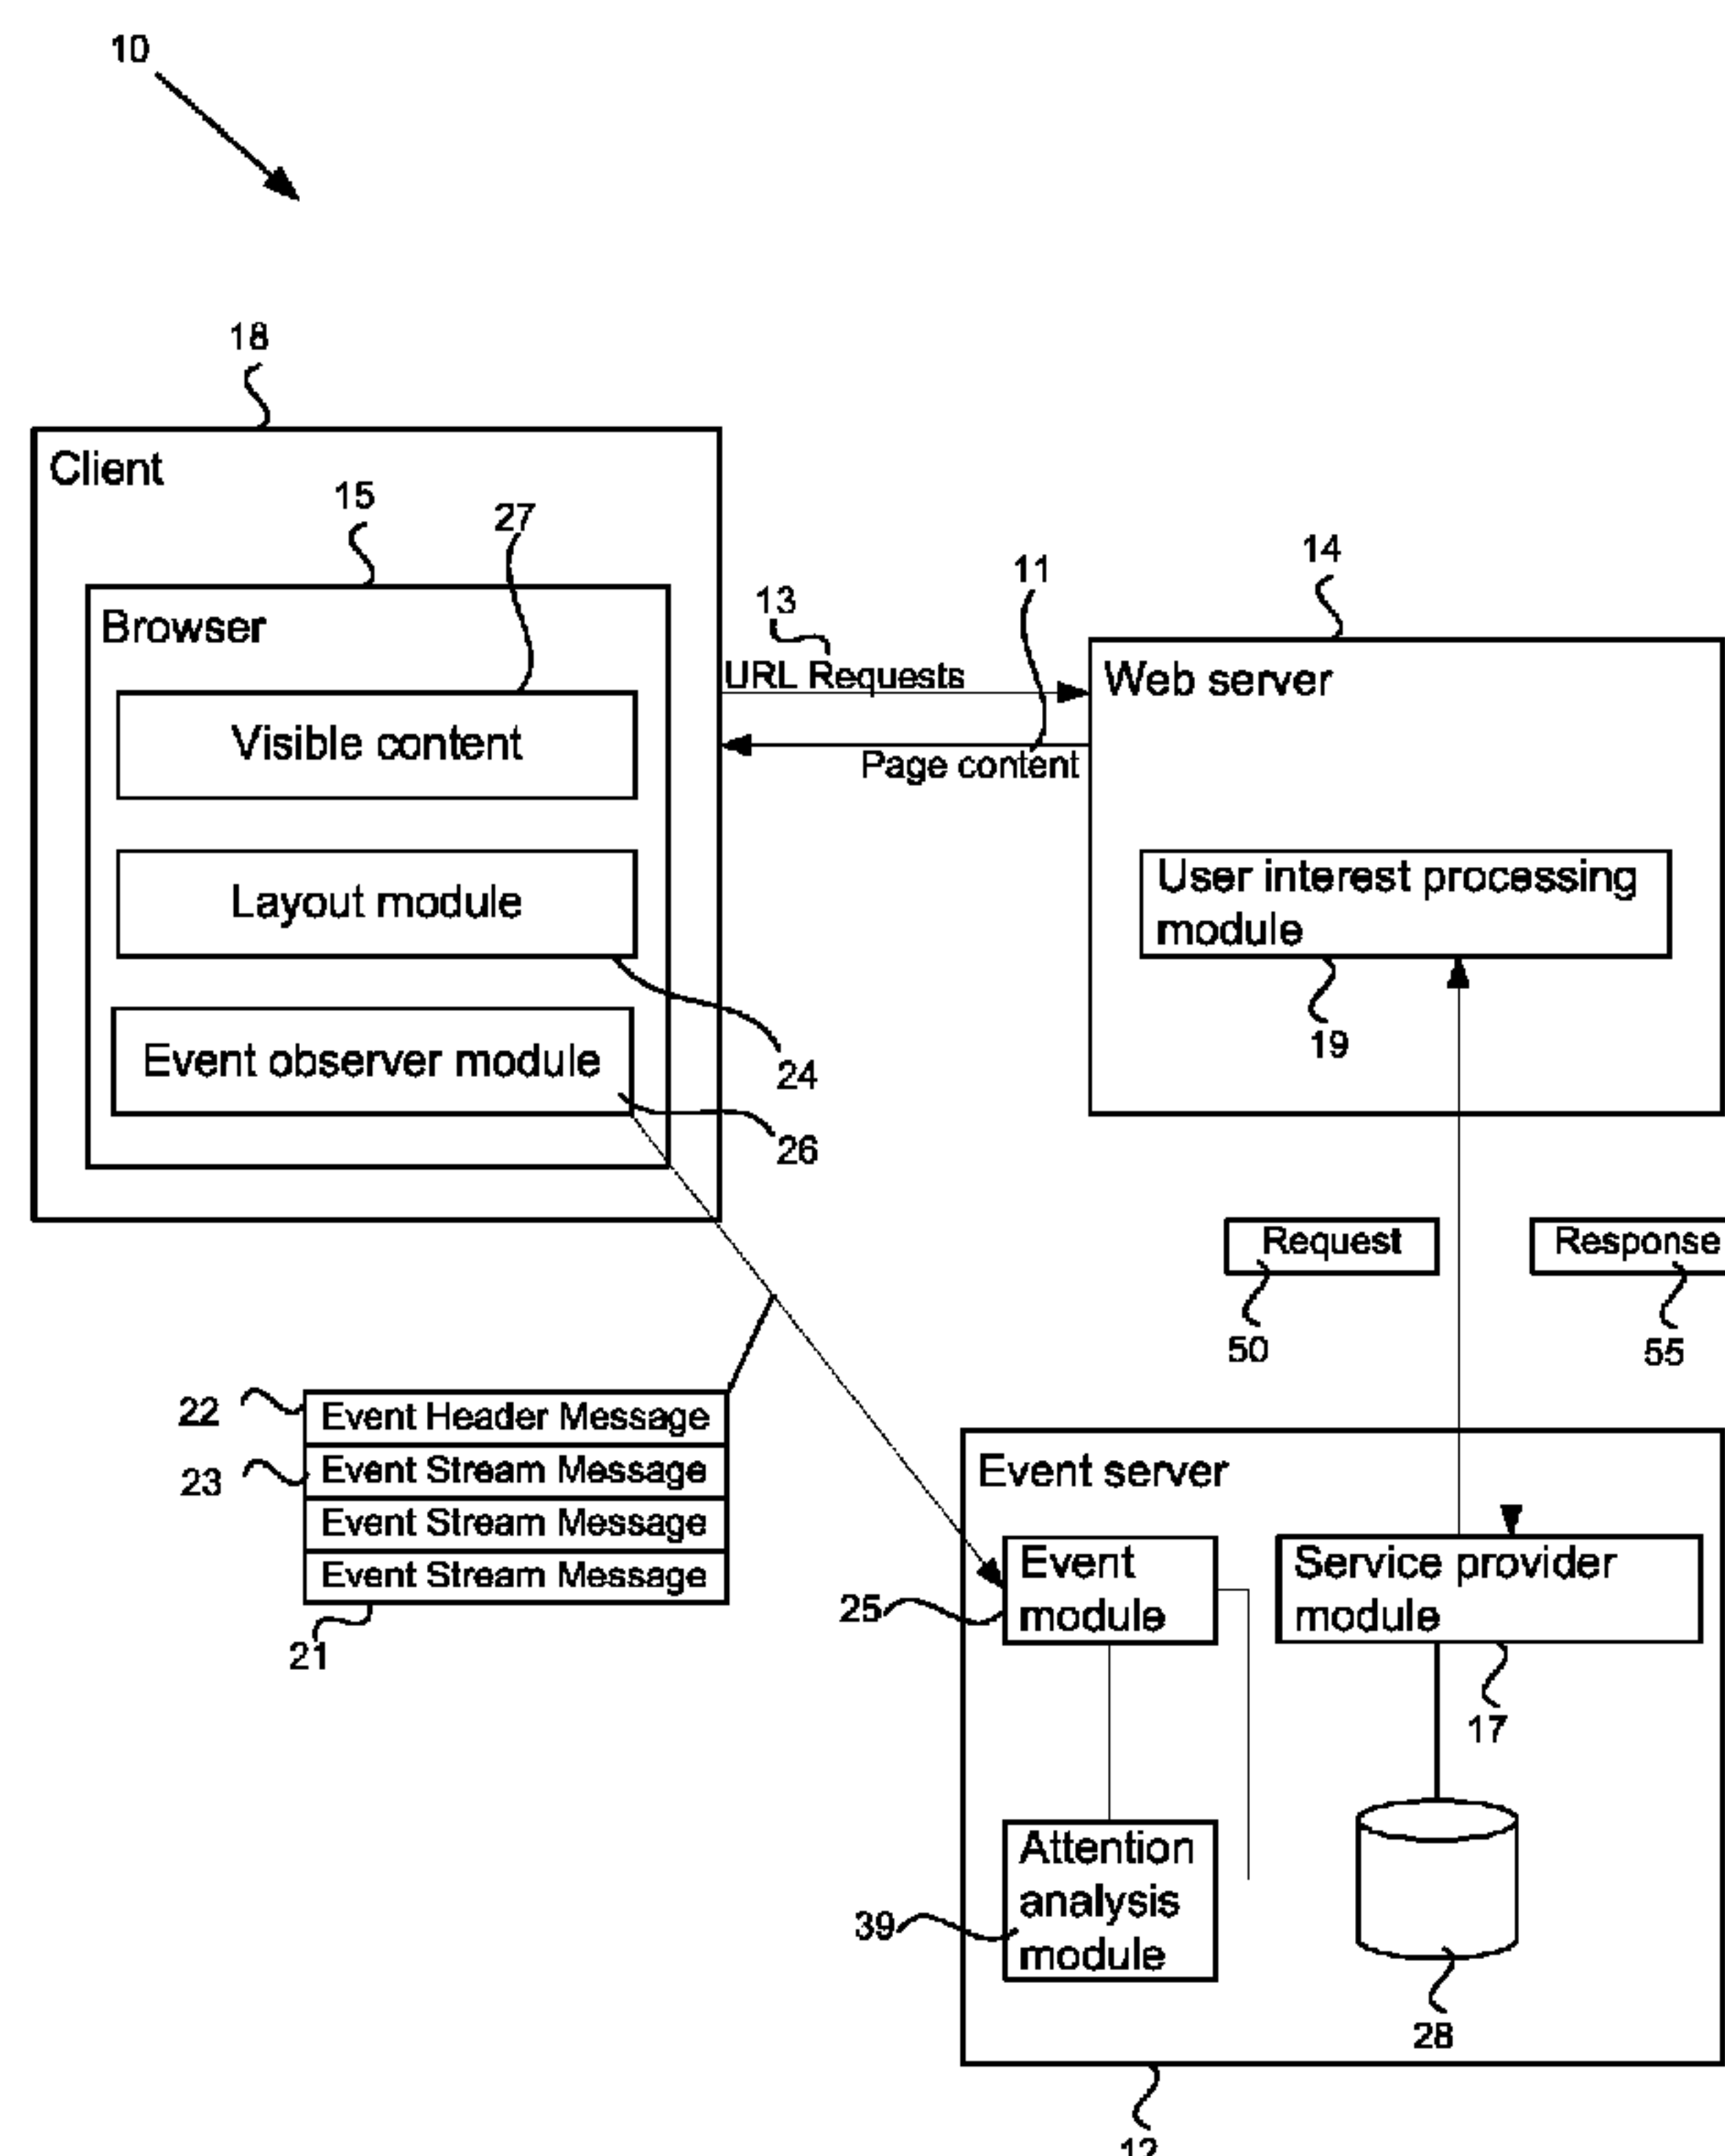 10
18
Client
15
27
Browser
Visible content
Layout module
Event observer module
24
26
13
URL Requests
11
Page content
14
Web server
User interest processing
module
19
Request
50
Response
55
22
Event Header Message
23
Event Stream Message
Event Stream Message
Event Stream Message
21
Event server
Event
module
25
Service provider
module
17
Attention
analysis
module
39
28
12